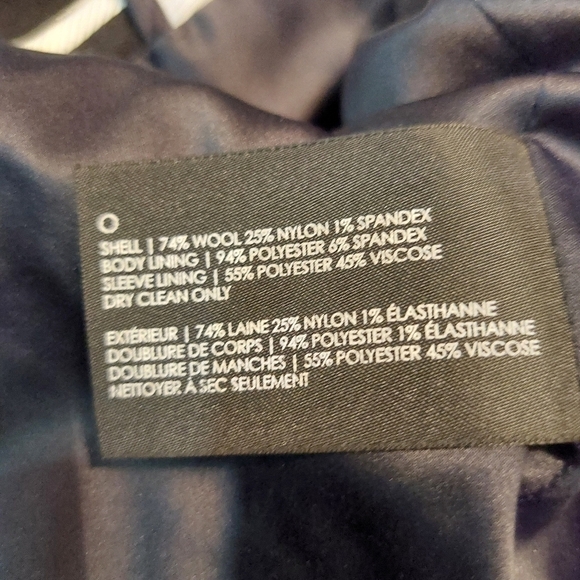 SHELL | 74% WOOL 25% NYLON 1% SPANDEX
BODY LINING | 94% POLYESTER 6% SPANDEX
SLEEVE LINING | 55% POLYESTER 45% VISCOSE
DRY CLEAN ONLY
EXTÉRIEUR | 74% LAINE 25% NYLON 1% ÉLASTHANNE
DOUBLURE DE CORPS | 94% POLYESTER 1% ÉLASTHANNE
DOUBLURE DE MANCHES | 55% POLYESTER 45% VISCOSE
NETTOYER À SEC SEULEMENT